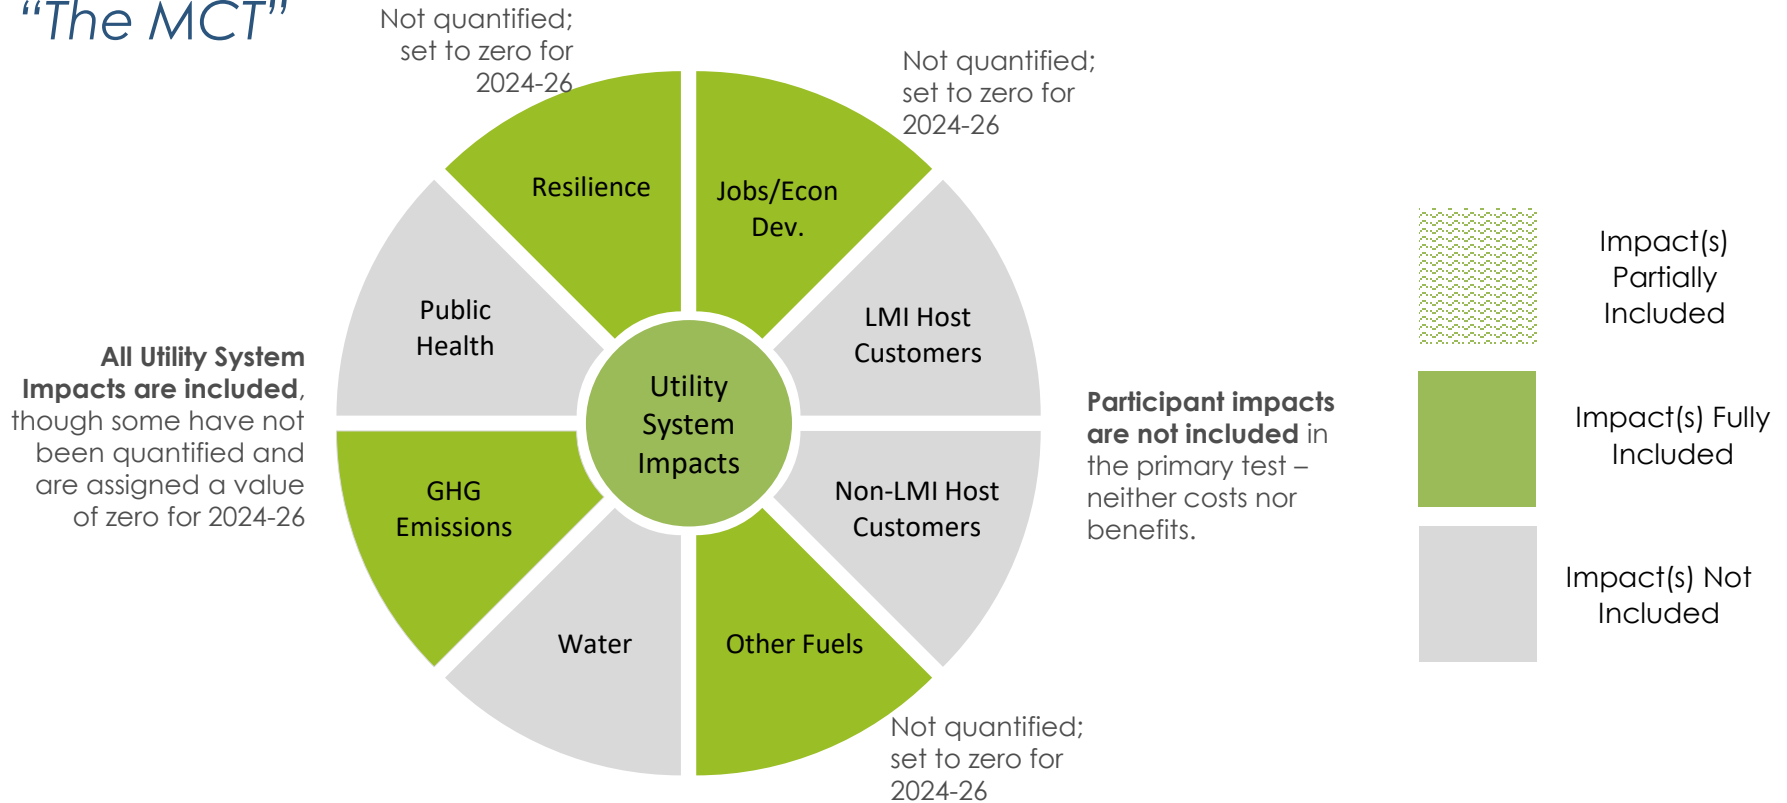 “The MCT”
Not quantified;
set to zero for
2024-26
Not quantified;
set to zero for
2024-26
Resilience
Jobs/Econ
Dev.
Public
Health
LMI Host
Customers
Utility
System
Impacts
GHG
Emissions
Non-LMI Host
Customers
Water
Other Fuels
All Utility System
Impacts are included,
though some have not
been quantified and
are assigned a value
of zero for 2024-26
Participant impacts
are not included in
the primary test –
neither costs nor
benefits.
Not quantified;
set to zero for
2024-26
Impact(s)
Partially
Included
Impact(s) Fully
Included
Impact(s) Not
Included